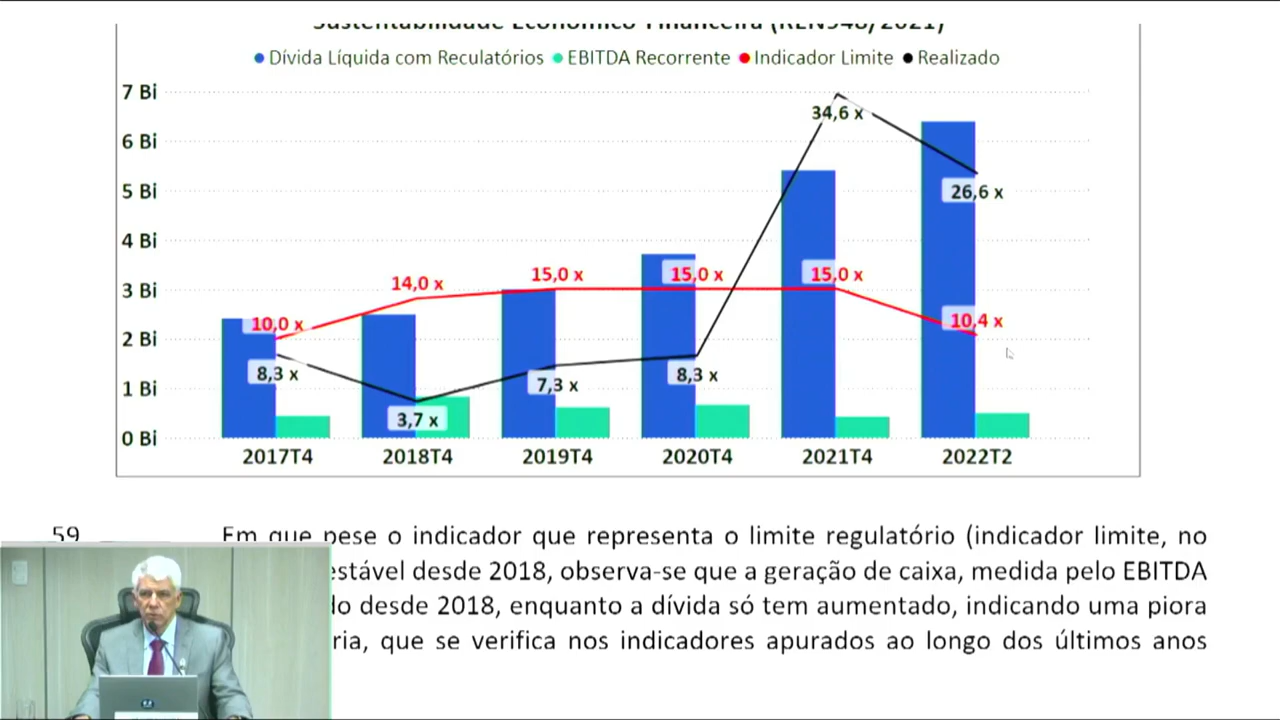 Sustentabilidade Econômico-Financeira (REN948/2021)
Dívida Líquida com Reculatórios EBITDA Recorrente Indicador Limite Realizado
7 Bi
34,6 x
6 Bi
5 Bi
26,6 x
4 Bi
14,0 x 15,0 x 15,0 x 15,0 x
3 Bi
10,0 x 10,4 x
2 Bi
8,3 x 7,3 x 8,3 x
1 Bi
3,7 x
0 Bi
2017T4 2018T4 2019T4 2020T4 2021T4 2022T2
59 Em que pese o indicador que representa o limite regulatório (indicador limite, no
estável desde 2018, observa-se que a geração de caixa, medida pelo EBITDA
do desde 2018, enquanto a dívida só tem aumentado, indicando uma piora
ria, que se verifica nos indicadores apurados ao longo dos últimos anos